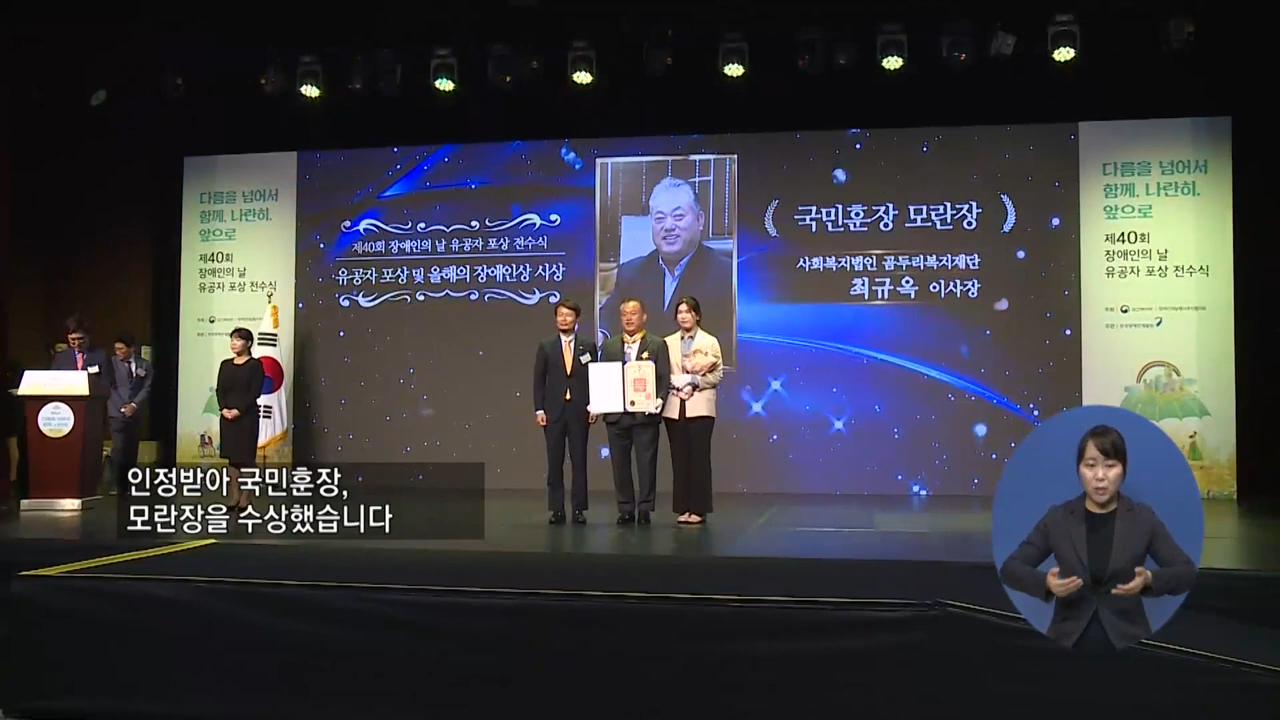 다름을 넘어서
함께, 나란히,
앞으로
제40회
장애인의 날
유공자 포상 전수식
제40회 장애인의 날 유공자 포상 전수식
유공자 포상 및 올해의 장애인상 시상
국민훈장 모란장
사회복지법인 곰두리복지재단
최규옥 이사장
다름을 넘어서
함께, 나란히,
앞으로
제40회
장애인의 날
유공자 포상 전수식
인정받아 국민훈장,
모란장을 수상했습니다